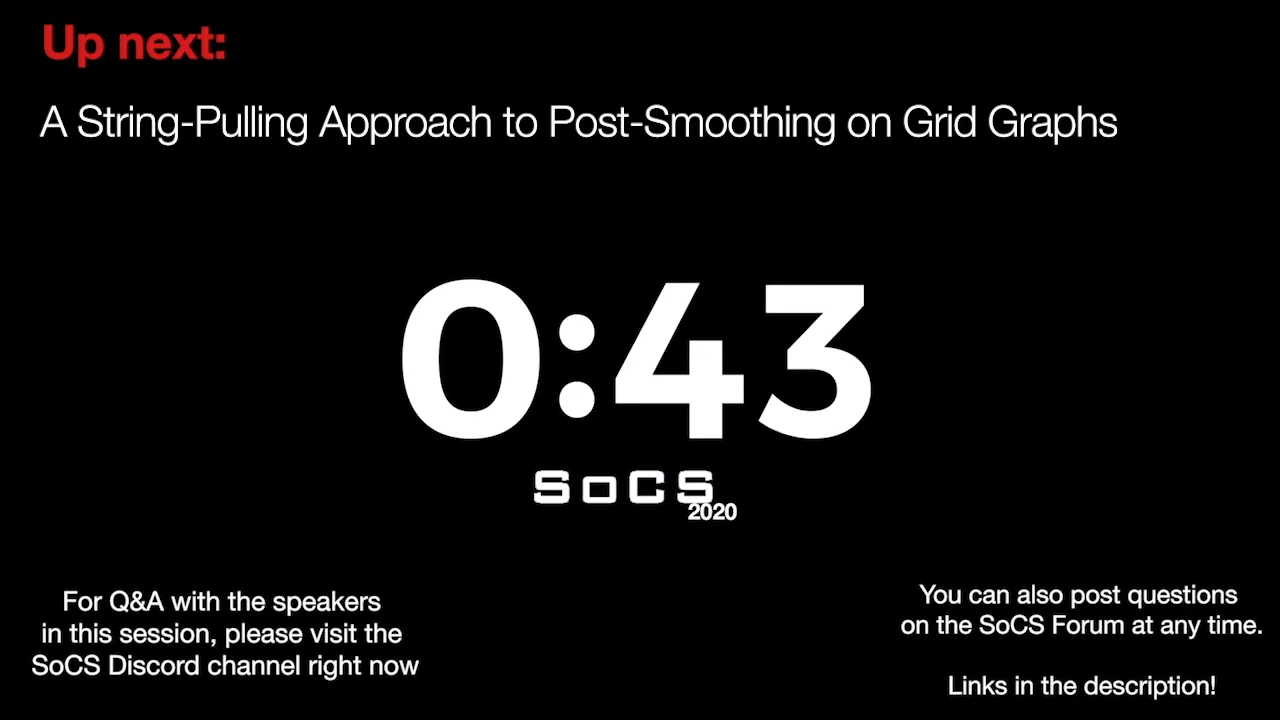 Up next:
A String-Pulling Approach to Post-Smoothing on Grid Graphs
0:43
SoCS
2020
For Q&A with the speakers
in this session, please visit the
SoCS Discord channel right now
You can also post questions
on the SoCS Forum at any time.
Links in the description!